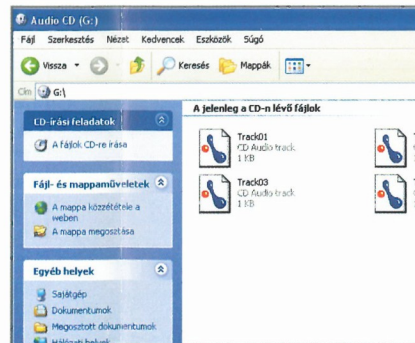 Audio CD (G:)
Fájl Szerkesztés Nézet Kedvencek Eszközök Súgó
Vissza Keresés Mappák
Cím G:\
CD-írási feladatok
A fájlok CD-re írása
Fájl- és mappaműveletek
A mappa közzététele a
weben
A mappa megosztása
Egyéb helyek
Sajátgép
Dokumentumok
Megosztott dokumentumok
Hálózati helyek
A jelenleg a CD-n lévő fájlok
Track01
CD Audio track
1 KB
Track03
CD Audio track
1 KB